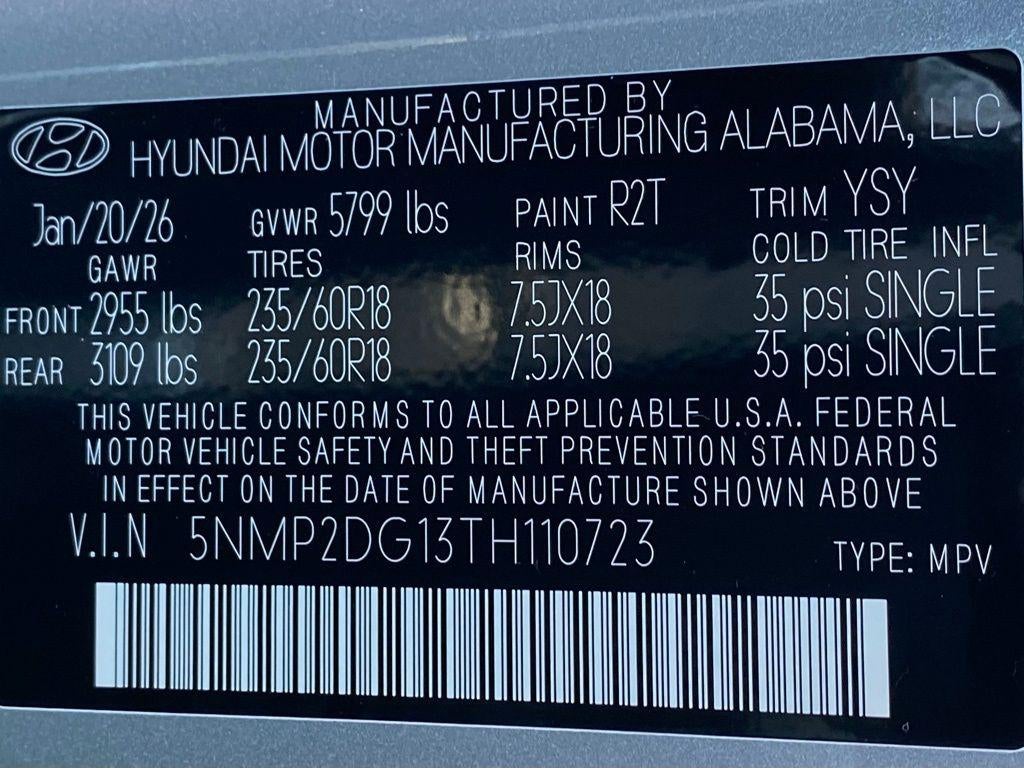 MANUFACTURED BY
HYUNDAI MOTOR MANUFACTURING ALABAMA, LLC
Jan/20/26 GVWR 5799 lbs PAINT R2T TRIM YSY
GAWR TIRES RIMS COLD TIRE INFL
FRONT 2955 lbs 235/60R18 7.5JX18 35 psi SINGLE
REAR 3109 lbs 235/60R18 7.5JX18 35 psi SINGLE
THIS VEHICLE CONFORMS TO ALL APPLICABLE U.S.A. FEDERAL
MOTOR VEHICLE SAFETY AND THEFT PREVENTION STANDARDS
IN EFFECT ON THE DATE OF MANUFACTURE SHOWN ABOVE
V.I.N 5NMP2DG13TH110723 TYPE: MPV